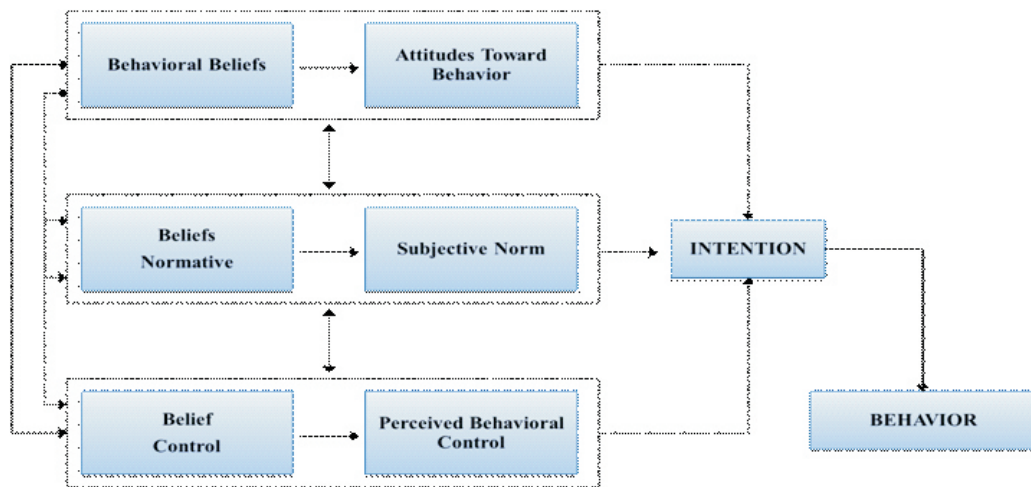 Behavioral Beliefs
Attitudes Toward
Behavior
Beliefs
Normative
Subjective Norm
INTENTION
Belief
Control
Perceived Behavioral
Control
BEHAVIOR